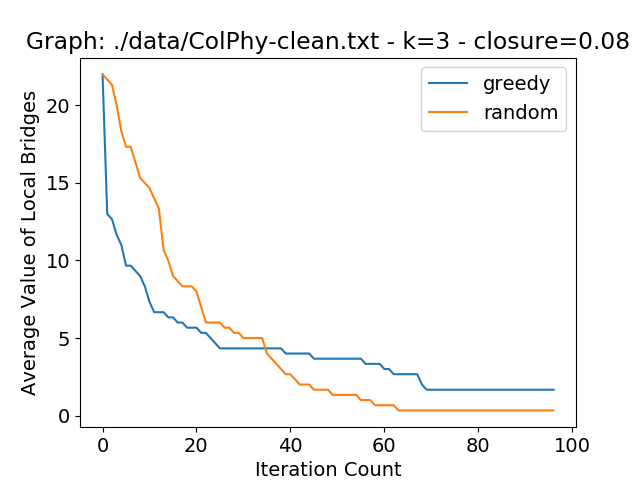 Graph: ./data/ColPhy-clean.txt - k=3 - closure=0.08
greedy
random
Average Value of Local Bridges
20
15
10
5
0
0 20 40 60 80 100
Iteration Count